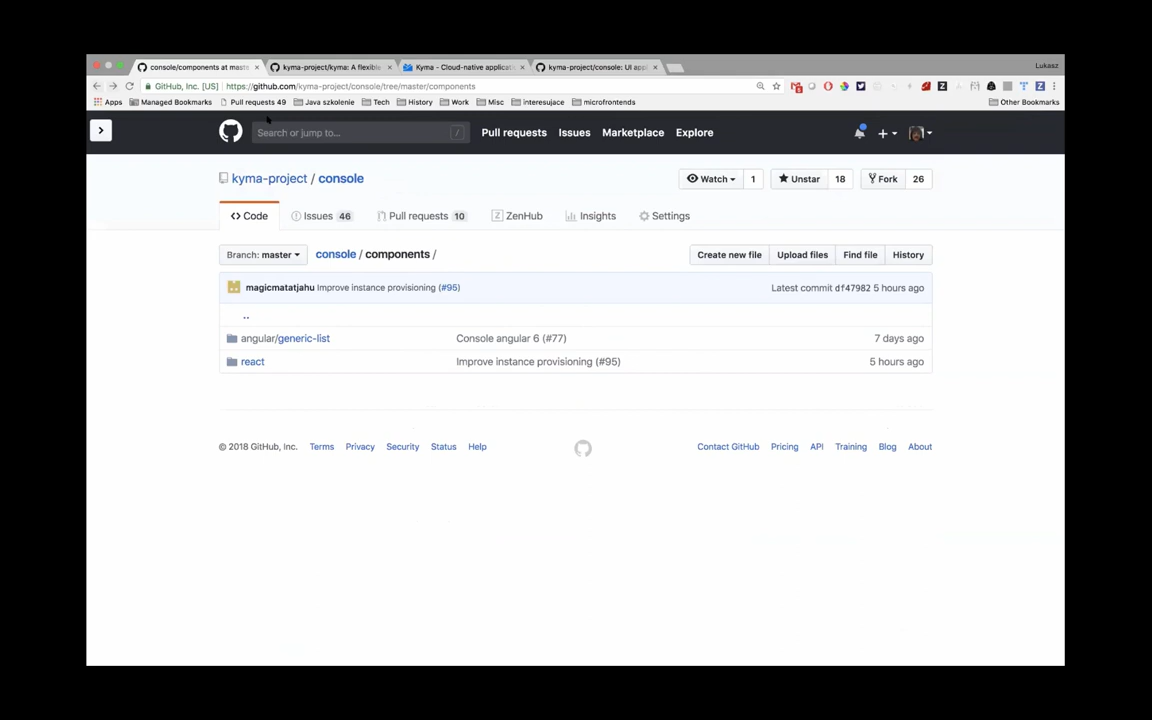 console/components at mast
kyma-project/kyma: A flexible
Kyma - Cloud-native applicati
kyma-project/console: UI appl
Lukasz
GitHub, Inc. [US] https://github.com/kyma-project/console/tree/master/components
Apps Managed Bookmarks Pull requests 49 Java szkolenie Tech History Work Misc interesujace microfrontends Other Bookmarks
Search or jump to... / Pull requests Issues Marketplace Explore
kyma-project / console Watch 1 Unstar 18 Fork 26
Code Issues 46 Pull requests 10 ZenHub Insights Settings
Branch: master console / components / Create new file Upload files Find file History
magicmatatjahu Improve instance provisioning (#95) Latest commit df47982 5 hours ago
..
angular/generic-list Console angular 6 (#77) 7 days ago
react Improve instance provisioning (#95) 5 hours ago
© 2018 GitHub, Inc. Terms Privacy Security Status Help Contact GitHub Pricing API Training Blog About